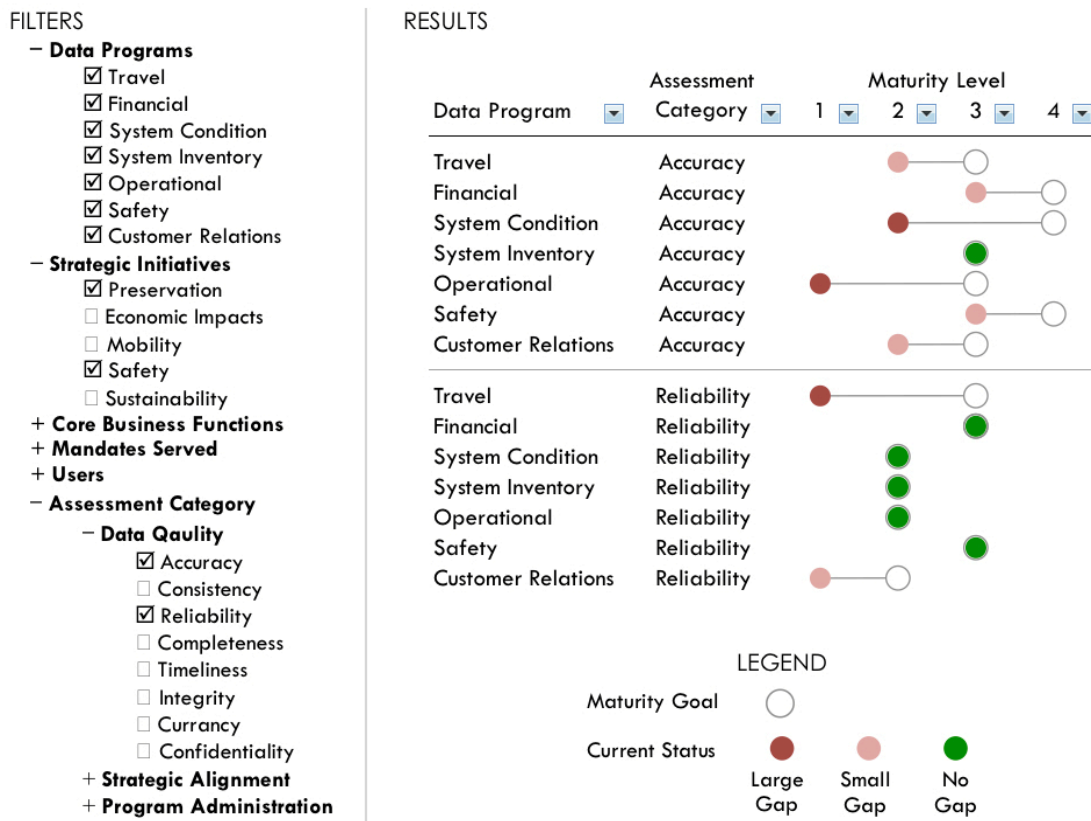 FILTERS
− Data Programs
Travel
Financial
System Condition
System Inventory
Operational
Safety
Customer Relations
− Strategic Initiatives
Preservation
Economic Impacts
Mobility
Safety
Sustainability
+ Core Business Functions
+ Mandates Served
+ Users
− Assessment Category
− Data Qaulity
Accuracy
Consistency
Reliability
Completeness
Timeliness
Integrity
Currancy
Confidentiality
+ Strategic Alignment
+ Program Administration
RESULTS
Assessment Maturity Level
Data Program Category 1 2 3 4
Travel Accuracy
Financial Accuracy
System Condition Accuracy
System Inventory Accuracy
Operational Accuracy
Safety Accuracy
Customer Relations Accuracy
Travel Reliability
Financial Reliability
System Condition Reliability
System Inventory Reliability
Operational Reliability
Safety Reliability
Customer Relations Reliability
LEGEND
Maturity Goal
Current Status
Large Small No
Gap Gap Gap